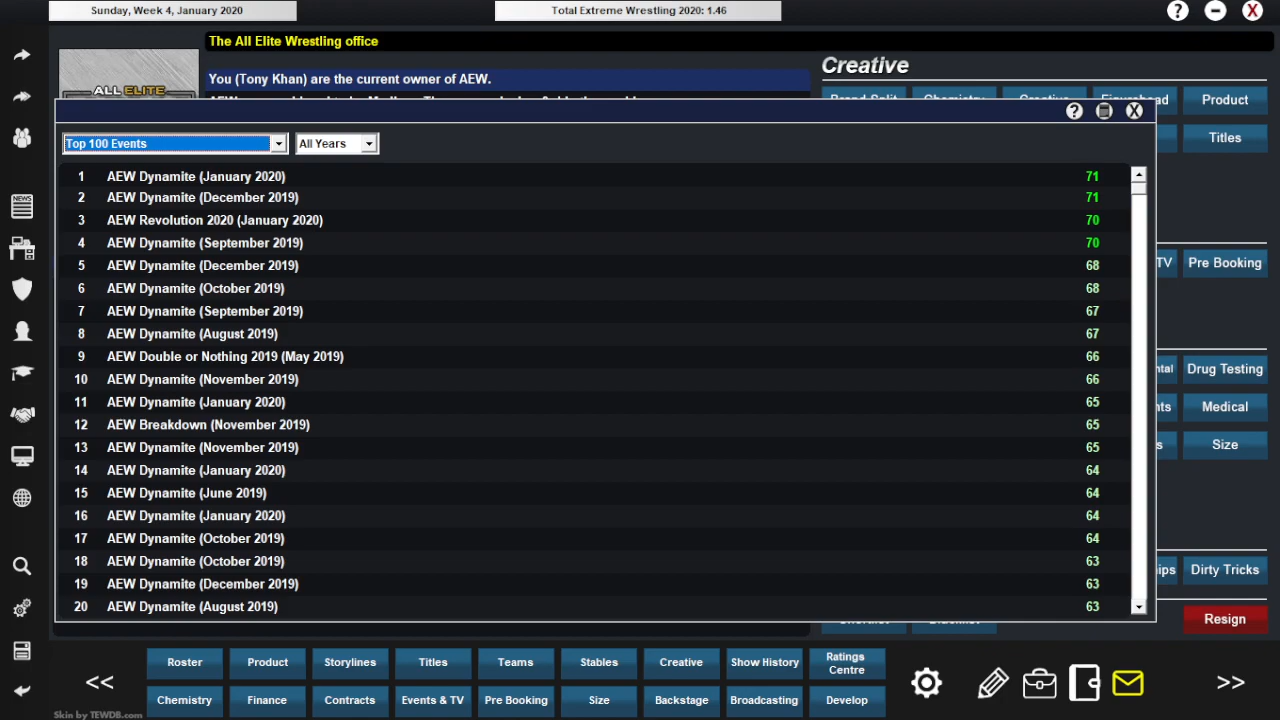 Sunday, Week 4, January 2020
Total Extreme Wrestling 2020: 1.46
The All Elite Wrestling office
ALL ELITE
You (Tony Khan) are the current owner of AEW.
Creative
Brand Split
Chemistry
Creative
Figurehead
Product
Titles
TV
Pre Booking
Drug Testing
Medical
Size
Dirty Tricks
Resign
Top 100 Events
All Years
1 AEW Dynamite (January 2020) 71
2 AEW Dynamite (December 2019) 71
3 AEW Revolution 2020 (January 2020) 70
4 AEW Dynamite (September 2019) 70
5 AEW Dynamite (December 2019) 68
6 AEW Dynamite (October 2019) 68
7 AEW Dynamite (September 2019) 67
8 AEW Dynamite (August 2019) 67
9 AEW Double or Nothing 2019 (May 2019) 66
10 AEW Dynamite (November 2019) 66
11 AEW Dynamite (January 2020) 65
12 AEW Breakdown (November 2019) 65
13 AEW Dynamite (November 2019) 65
14 AEW Dynamite (January 2020) 64
15 AEW Dynamite (June 2019) 64
16 AEW Dynamite (January 2020) 64
17 AEW Dynamite (October 2019) 64
18 AEW Dynamite (October 2019) 63
19 AEW Dynamite (December 2019) 63
20 AEW Dynamite (August 2019) 63
NEWS
<< Roster Product Storylines Titles Teams Stables Creative Show History Ratings Centre >>
Chemistry Finance Contracts Events & TV Pre Booking Size Backstage Broadcasting Develop
Skin by TEWDB.com